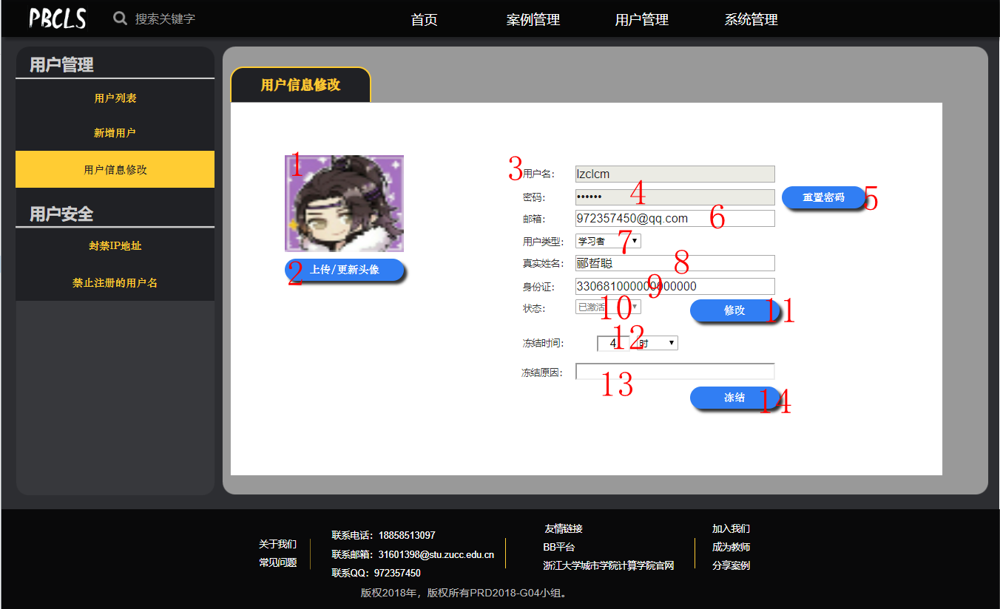 PBCLS 搜索关键字 首页 案例管理 用户管理 系统管理
用户管理
用户列表
新增用户
用户信息修改
用户安全
封禁IP地址
禁止注册的用户名
用户信息修改
1
2 上传/更新头像
3 用户名： lzclcm
密码： •••••• 4 重置密码 5
邮箱： 972357450@qq.com 6
用户类型： 学习者 7
真实姓名： 郦哲聪 8
身份证： 330681000000000000 9
状态： 已激活 10 修改 11
冻结时间： 4 12 时
冻结原因： 13
冻结 14
关于我们
常见问题
联系电话：18858513097
联系邮箱：31601398@stu.zucc.edu.cn
联系QQ：972357450
友情链接
BB平台
浙江大学城市学院计算学院官网
加入我们
成为教师
分享案例
版权2018年，版权所有PRD2018-G04小组。